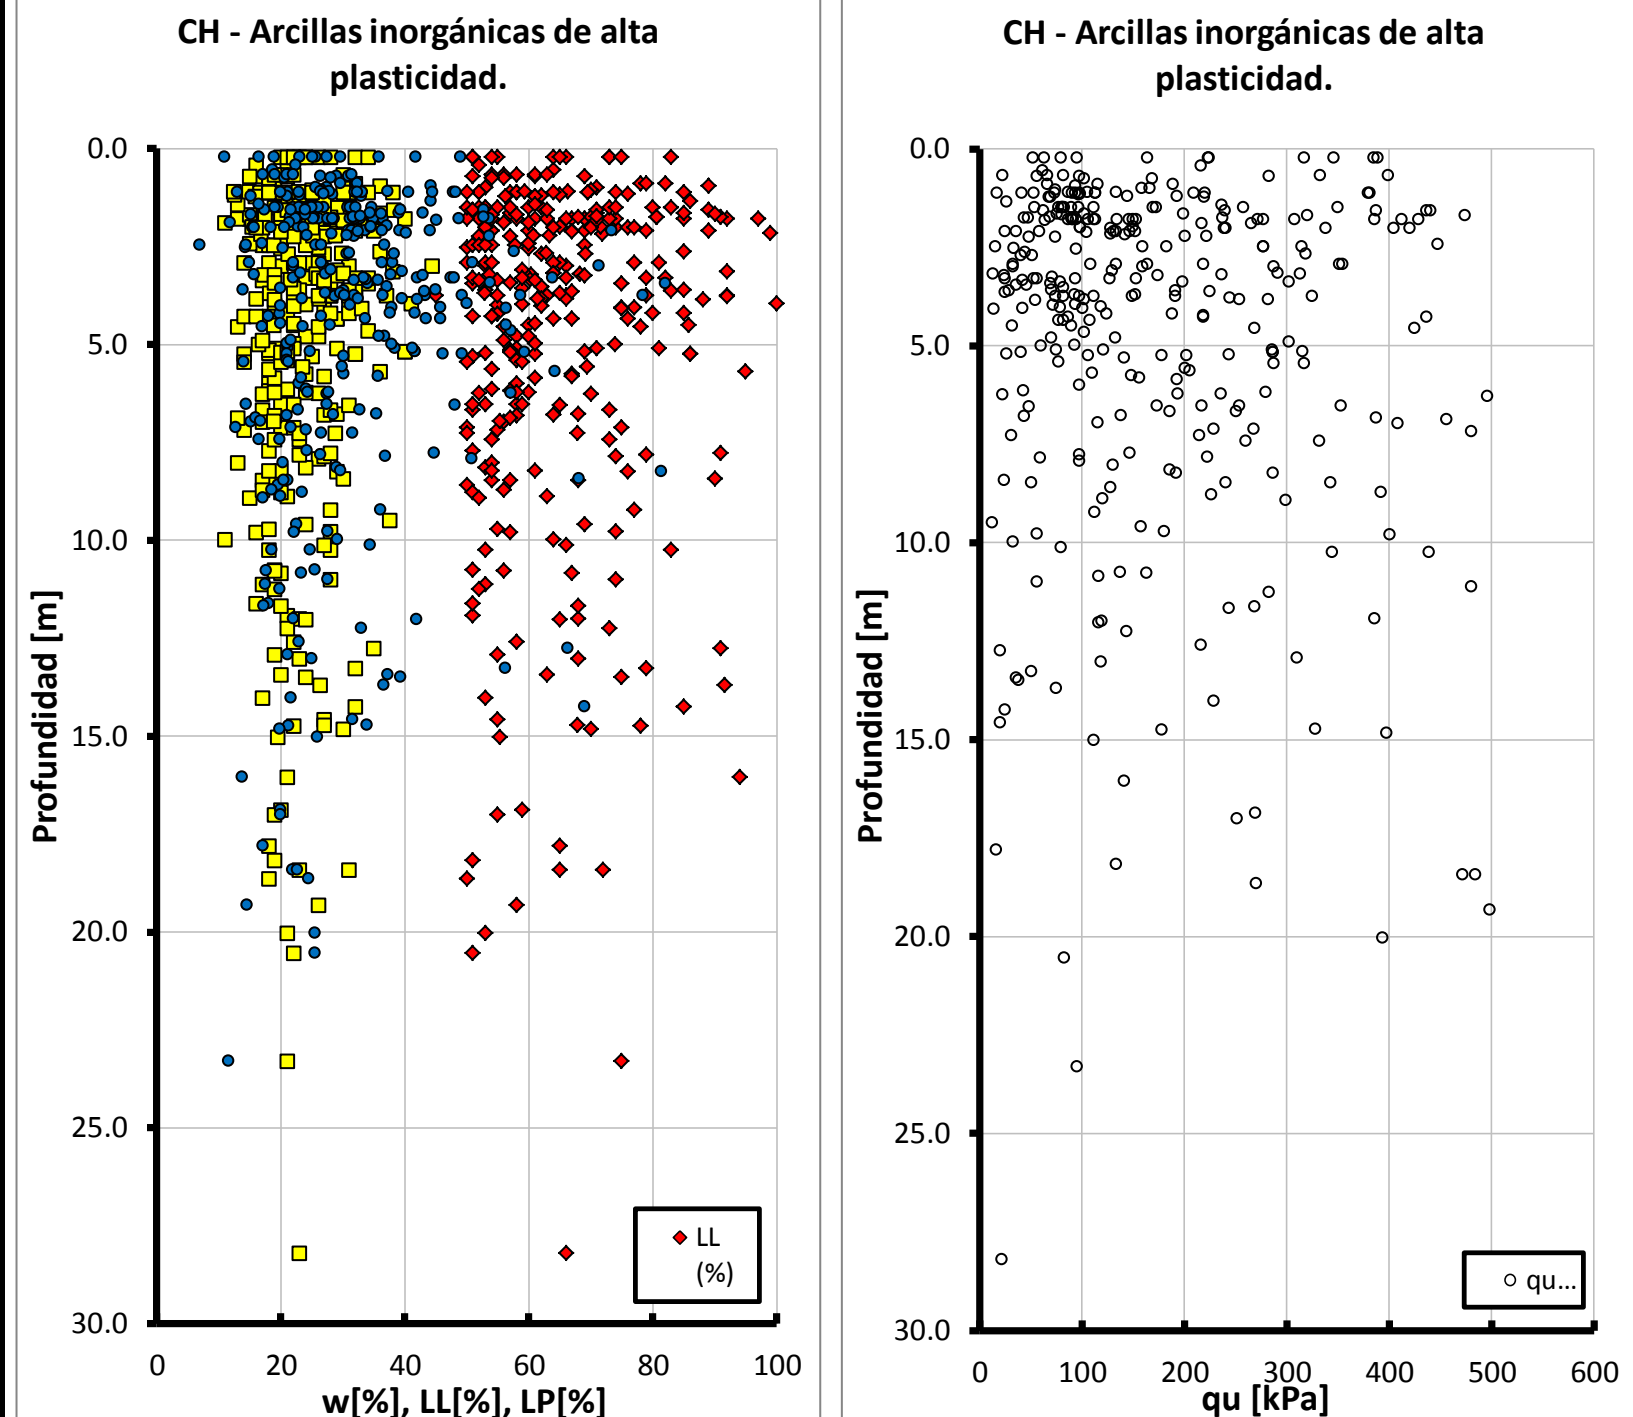 CH - Arcillas inorgánicas de alta
plasticidad.
0.0
5.0
10.0
15.0
20.0
25.0
30.0
Profundidad [m]
LL
(%)
0 20 40 60 80 100
w[%], LL[%], LP[%]
CH - Arcillas inorgánicas de alta
plasticidad.
0.0
5.0
10.0
15.0
20.0
25.0
30.0
Profundidad [m]
qu...
0 100 200 300 400 500 600
qu [kPa]